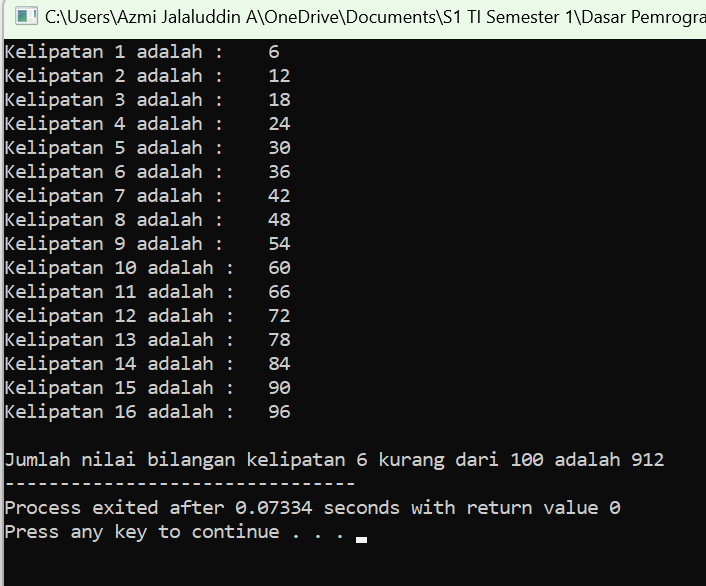 C:\Users\Azmi Jalaluddin A\OneDrive\Documents\S1 TI Semester 1\Dasar Pemrogra
Kelipatan 1 adalah :    6
Kelipatan 2 adalah :    12
Kelipatan 3 adalah :    18
Kelipatan 4 adalah :    24
Kelipatan 5 adalah :    30
Kelipatan 6 adalah :    36
Kelipatan 7 adalah :    42
Kelipatan 8 adalah :    48
Kelipatan 9 adalah :    54
Kelipatan 10 adalah :   60
Kelipatan 11 adalah :   66
Kelipatan 12 adalah :   72
Kelipatan 13 adalah :   78
Kelipatan 14 adalah :   84
Kelipatan 15 adalah :   90
Kelipatan 16 adalah :   96
Jumlah nilai bilangan kelipatan 6 kurang dari 100 adalah 912
--------------------------------
Process exited after 0.07334 seconds with return value 0
Press any key to continue . . .